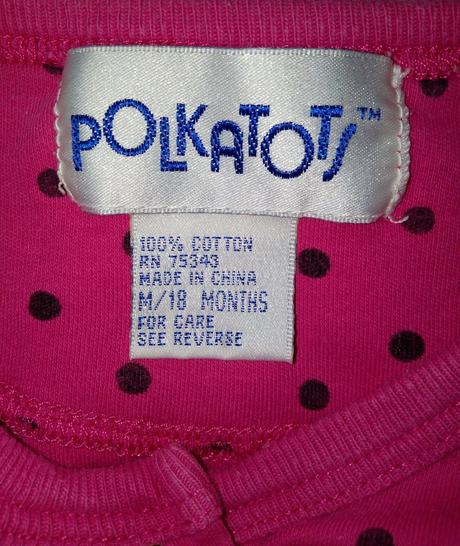 POLKATOTS™
100% COTTON
RN 75343
MADE IN CHINA
M/18 MONTHS
FOR CARE
SEE REVERSE